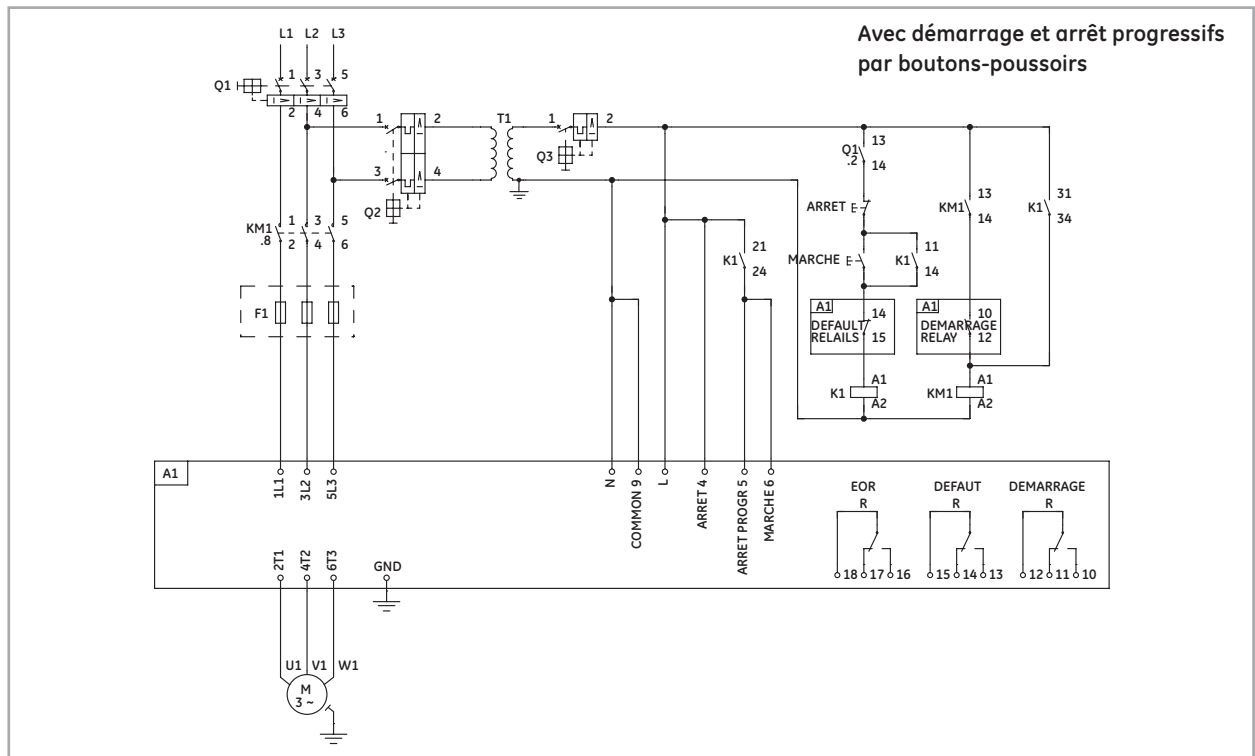 Avec démarrage et arrêt progressifs
par boutons-poussoirs
L1 L2 L3
Q1
1 3 5
2 4 6
1 2
3 4
Q2
T1
1 2
Q3
Q1
.2
13
14
ARRET
MARCHE
K1
11
14
KM1
13
14
K1
31
34
KM1
.8
1 3 5
2 4 6
F1
K1
21
24
A1
DEFAULT
RELAILS
14
15
A1
DEMARRAGE
RELAY
10
12
K1
A1
A2
KM1
A1
A2
A1
1L1
3L2
5L3
N
COMMON 9
L
ARRET 4
ARRET PROGR 5
MARCHE 6
EOR
R
DEFAUT
R
DEMARRAGE
R
18 17 16
15 14 13
12 11 10
2T1
4T2
6T3
GND
U1 V1 W1
M
3 ~